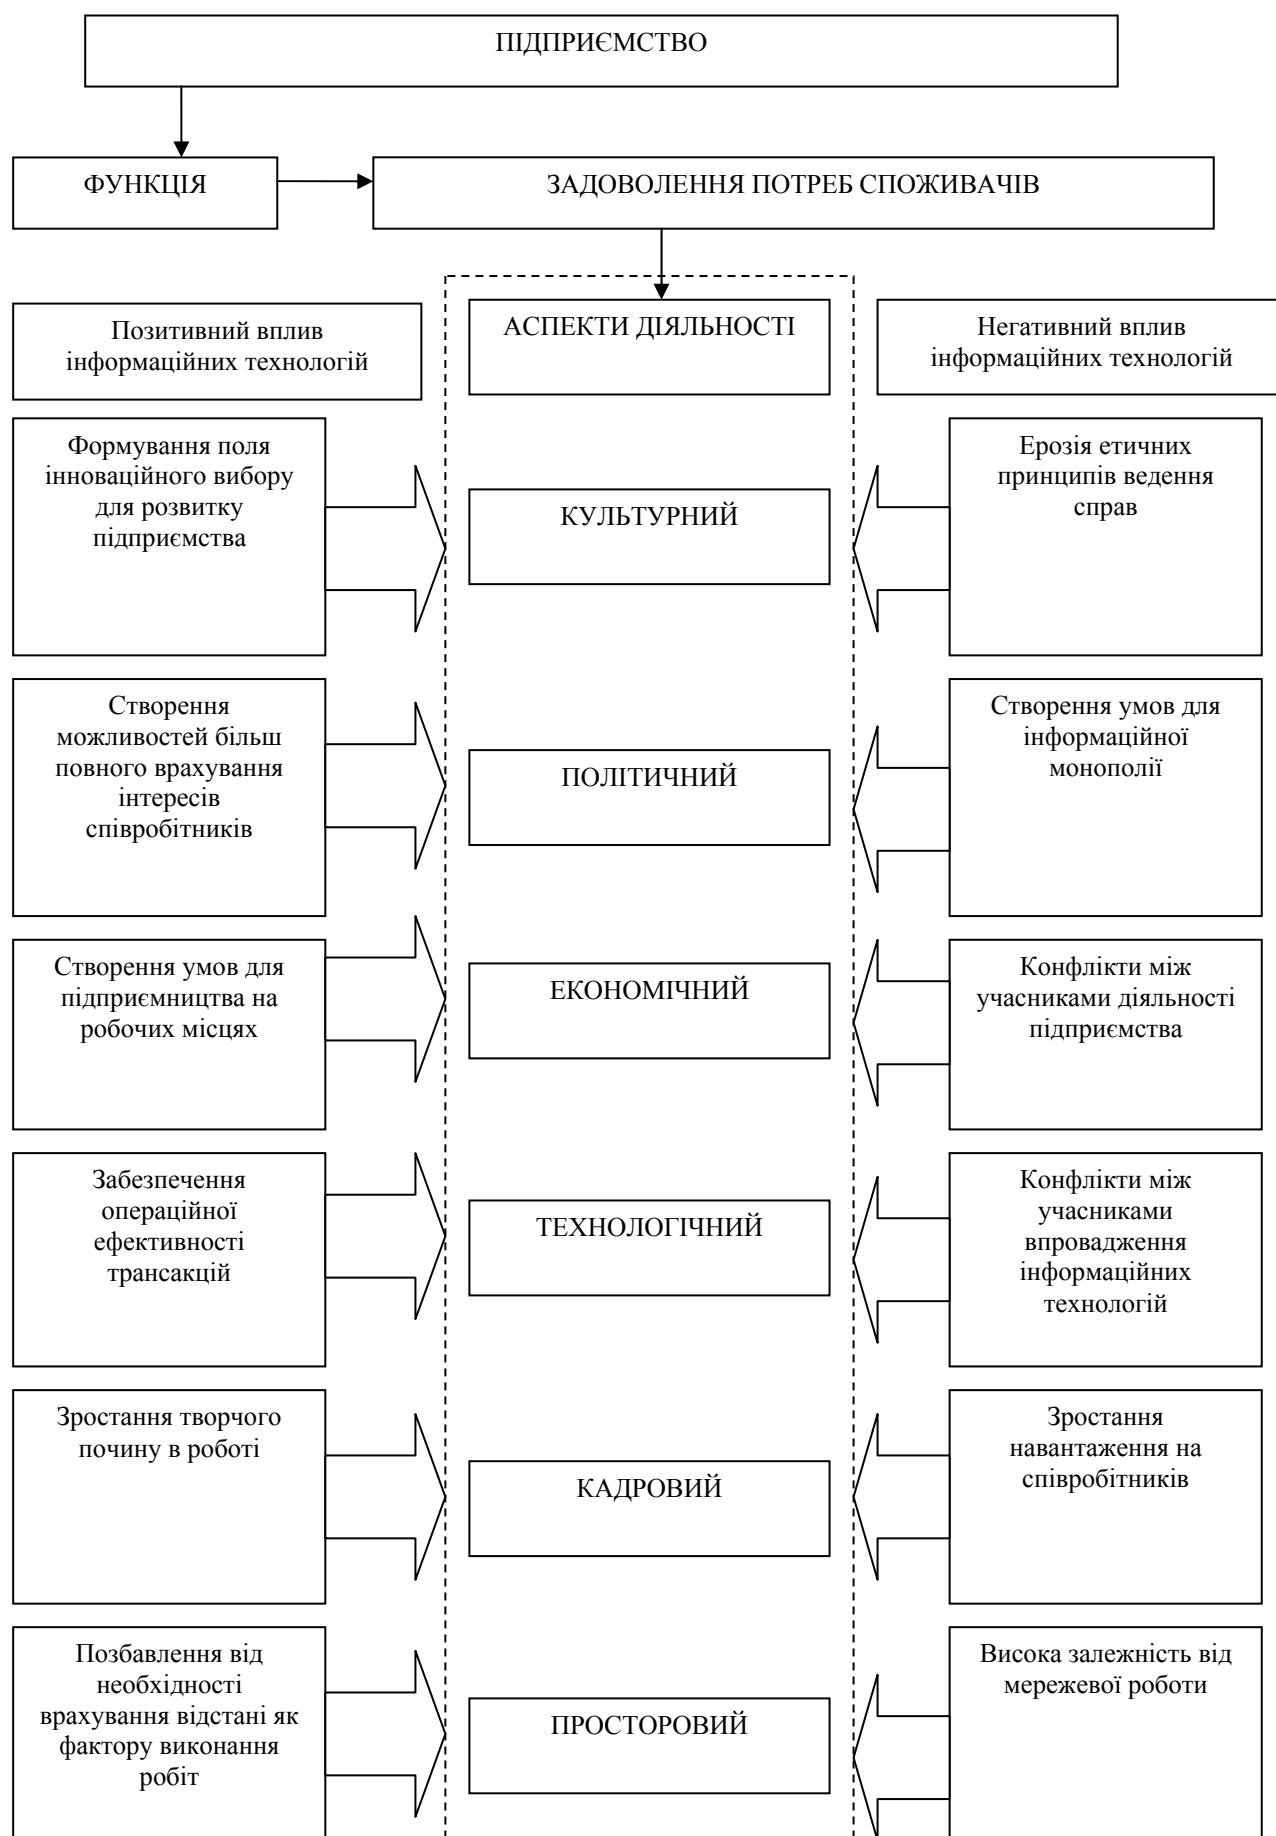 ПІДПРИЄМСТВО
ФУНКЦІЯ
ЗАДОВОЛЕННЯ ПОТРЕБ СПОЖИВАЧІВ
Позитивний вплив
інформаційних технологій
АСПЕКТИ ДІЯЛЬНОСТІ
Негативний вплив
інформаційних технологій
Формування поля
інноваційного вибору
для розвитку
підприємства
КУЛЬТУРНИЙ
Ерозія етичних
принципів ведення
справ
Створення
можливостей більш
повного врахування
інтересів
співробітників
ПОЛІТИЧНИЙ
Створення умов для
інформаційної
монополії
Створення умов для
підприємництва на
робочих місцях
ЕКОНОМІЧНИЙ
Конфлікти між
учасниками діяльності
підприємства
Забезпечення
операційної
ефективності
трансакцій
ТЕХНОЛОГІЧНИЙ
Конфлікти між
учасниками
впровадження
інформаційних
технологій
Зростання творчого
почину в роботі
КАДРОВИЙ
Зростання
навантаження на
співробітників
Позбавлення від
необхідності
врахування відстані як
фактору виконання
робіт
ПРОСТОРОВИЙ
Висока залежність від
мережевої роботи